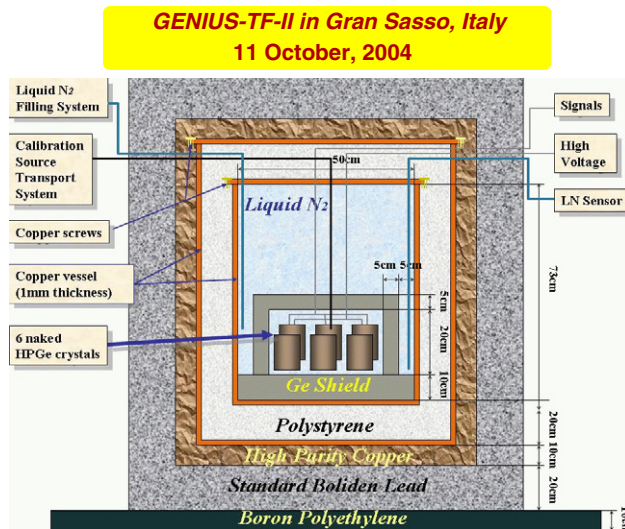 GENIUS-TF-II in Gran Sasso, Italy
11 October, 2004
Liquid N2
Filling System
Calibration
Source
Transport
System
Copper screws
Copper vessel
(1mm thickness)
6 naked
HPGe crystals
Signals
High
Voltage
LN Sensor
50cm
Liquid N2
5cm
5cm
5cm
20cm
10cm
73cm
20cm
10cm
20cm
Ge Shield
Polystyrene
High Purity Copper
Standard Boliden Lead
Boron Polyethylene